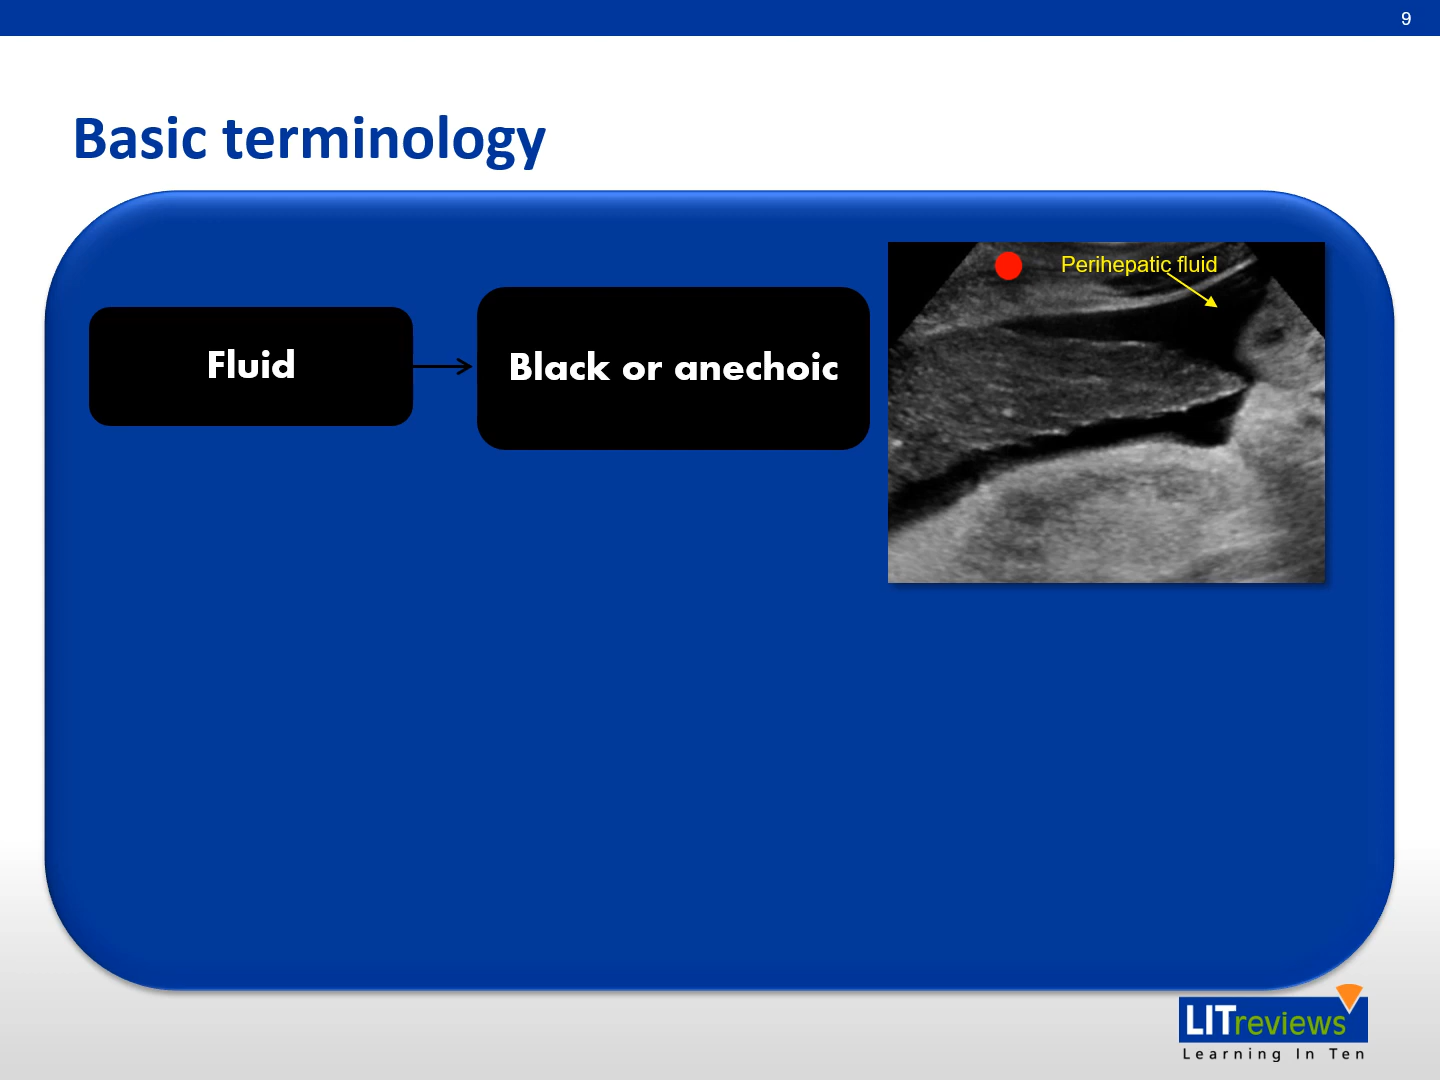 9
Basic terminology
Perihepatic fluid
Fluid
Black or anechoic
LITreviews
Learning In Ten